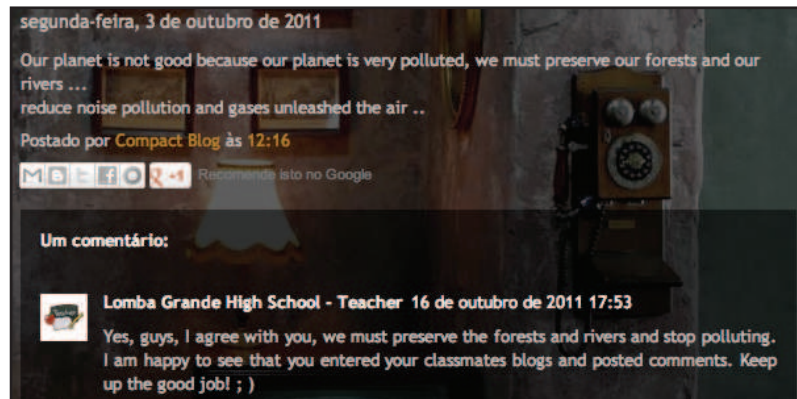 segunda-feira, 3 de outubro de 2011
Our planet is not good because our planet is very polluted, we must preserve our forests and our
rivers ...
reduce noise pollution and gases unleashed the air ..
Postado por Compact Blog às 12:16
+1 Recomende isto no Google
Um comentário:
Lomba Grande High School - Teacher 16 de outubro de 2011 17:53
Yes, guys, I agree with you, we must preserve the forests and rivers and stop polluting.
I am happy to see that you entered your classmates blogs and posted comments. Keep
up the good job! ; )